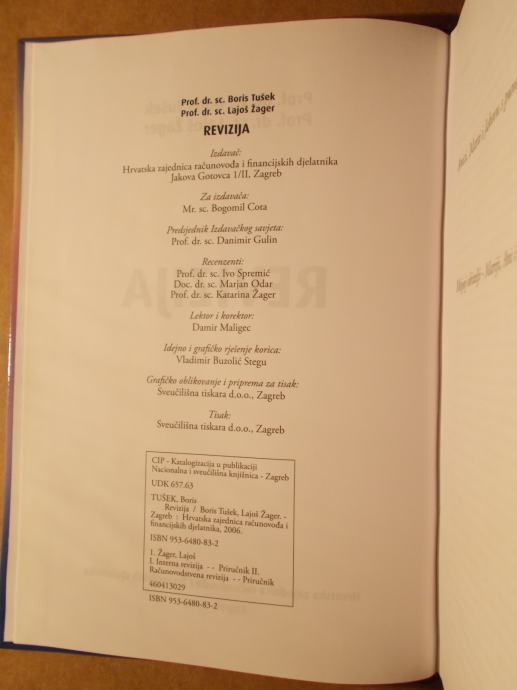 Prof. dr. sc. Boris Tušek
Prof. dr. sc. Lajoš Žager
REVIZIJA
Izdavač:
Hrvatska zajednica računovođa i financijskih djelatnika
Jakova Gotovca 1/II, Zagreb
Za izdavača:
Mr. sc. Bogomil Cota
Predsjednik Izdavačkog savjeta:
Prof. dr. sc. Danimir Gulin
Recenzenti:
Prof. dr. sc. Ivo Spremić
Doc. dr. sc. Marjan Odar
Prof. dr. sc. Katarina Žager
Lektor i korektor:
Damir Maligec
Idejno i grafičko rješenje korica:
Vladimir Buzolić Stegu
Grafičko oblikovanje i priprema za tisak:
Sveučilišna tiskara d.o.o., Zagreb
Tisak:
Sveučilišna tiskara d.o.o., Zagreb
CIP - Katalogizacija u publikaciji
Nacionalna i sveučilišna knjižnica - Zagreb
UDK 657.63
TUŠEK, Boris
Revizija / Boris Tušek, Lajoš Žager. -
Zagreb : Hrvatska zajednica računovođa i
financijskih djelatnika, 2006.
ISBN 953-6480-83-2
1. Žager, Lajoš
I. Interna revizija - - Priručnik II.
Računovodstvena revizija - - Priručnik
460413029
ISBN 953-6480-83-2